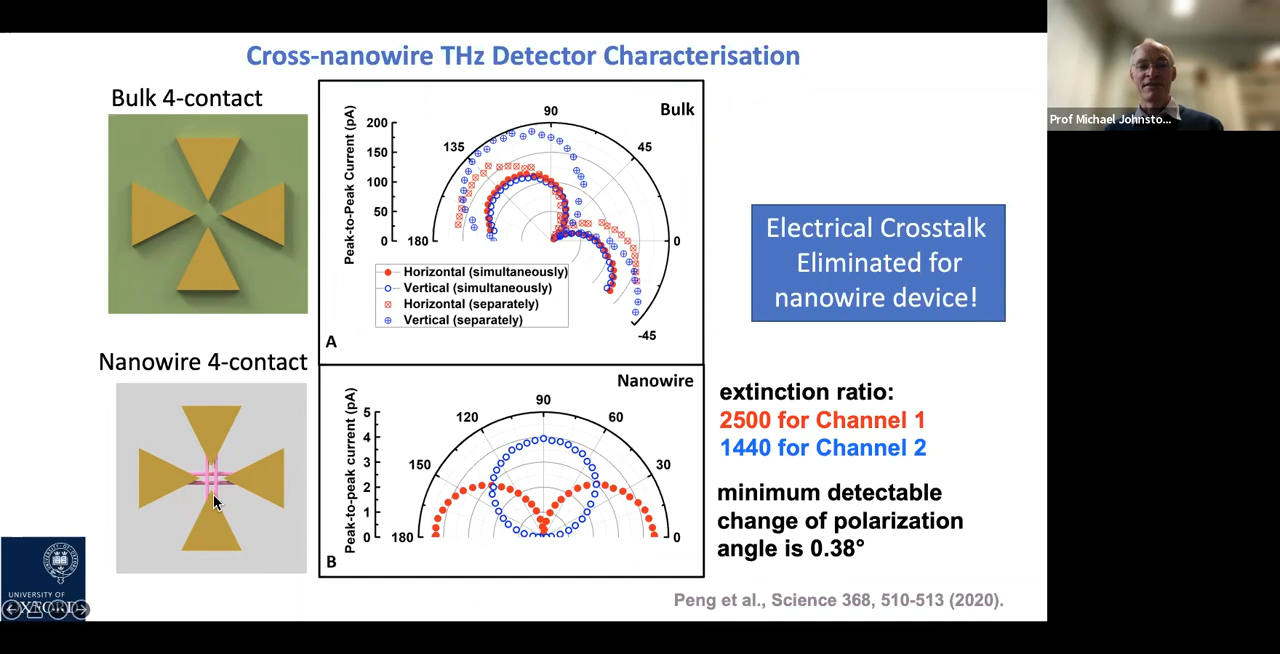 Cross-nanowire THz Detector Characterisation
Prof Michael Johnsto...
Bulk 4-contact
Bulk
Peak-to-Peak Current (pA)
200
150
100
50
0
180
135
90
45
0
-45
Horizontal (simultaneously)
Vertical (simultaneously)
Horizontal (separately)
Vertical (separately)
A
Electrical Crosstalk
Eliminated for
nanowire device!
Nanowire 4-contact
Nanowire
Peak-to-peak current (pA)
5
4
3
2
1
0
180
150
120
90
60
30
0
B
extinction ratio:
2500 for Channel 1
1440 for Channel 2
minimum detectable
change of polarization
angle is 0.38°
UNIVERSITY OF
OXFORD
Peng et al., Science 368, 510-513 (2020).